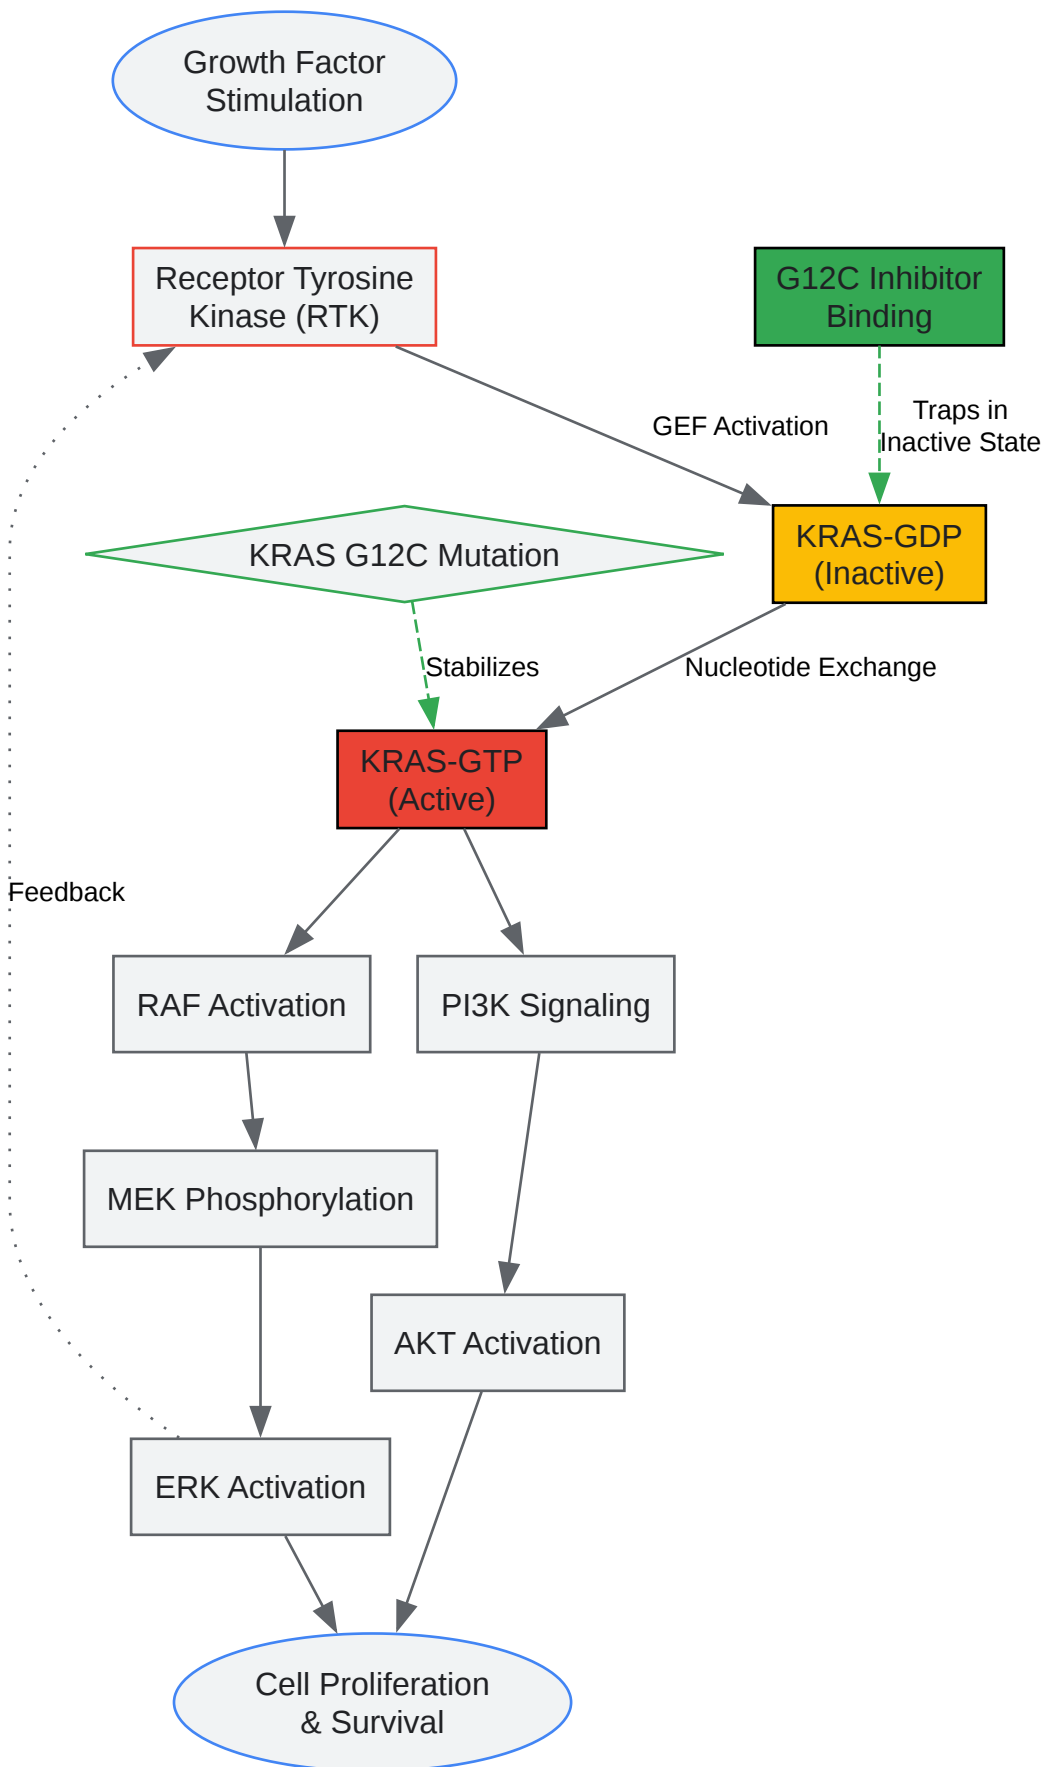 Growth Factor
Stimulation
Receptor Tyrosine
Kinase (RTK)
G12C Inhibitor
Binding
GEF Activation
Traps in
Inactive State
KRAS G12C Mutation
KRAS-GDP
(Inactive)
Stabilizes
Nucleotide Exchange
KRAS-GTP
(Active)
Feedback
RAF Activation
PI3K Signaling
MEK Phosphorylation
AKT Activation
ERK Activation
Cell Proliferation
& Survival